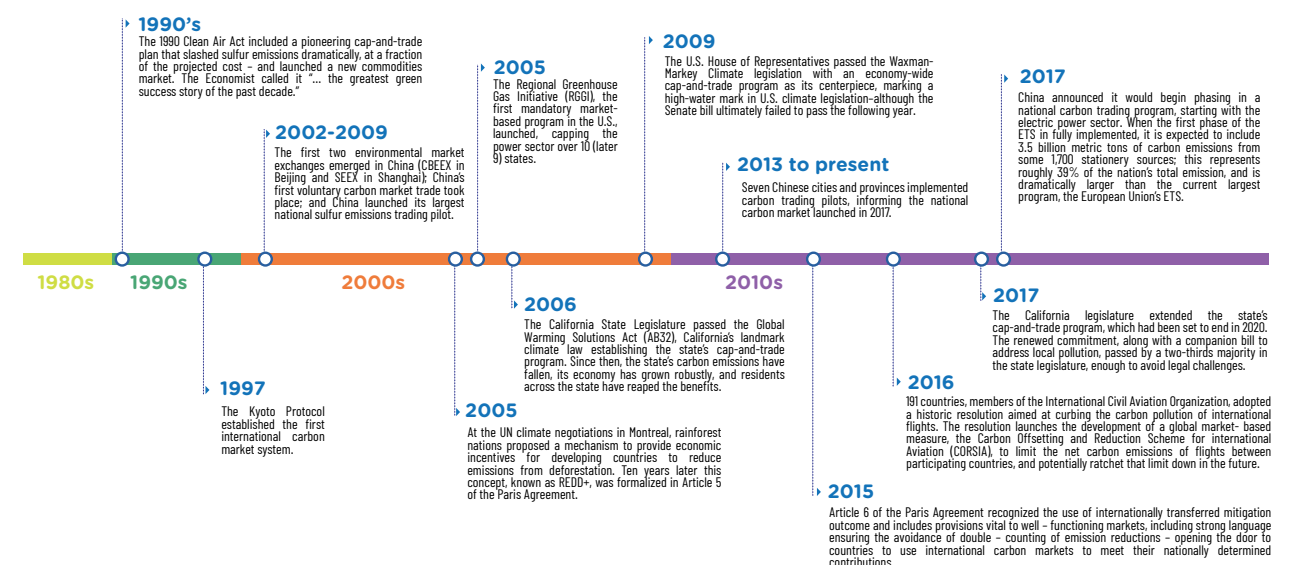 1990's
The 1990 Clean Air Act included a pioneering cap-and-trade
plan that slashed sulfur emissions dramatically, at a fraction
of the projected cost – and launched a new commodities
market. The Economist called it “... the greatest green
success story of the past decade.”
2002-2009
The first two environmental market
exchanges emerged in China (CBEEX in
Beijing and SEEX in Shanghai); China's
first voluntary carbon market trade took
place; and China launched its largest
national sulfur emissions trading pilot.
2005
The Regional Greenhouse
Gas Initiative (RGGI), the
first mandatory market-
based program in the U.S.,
launched, capping the
power sector over 10 (later
9) states.
2009
The U.S. House of Representatives passed the Waxman-
Markey Climate legislation with an economy-wide
cap-and-trade program as its centerpiece, marking a
high-water mark in U.S. climate legislation–although the
Senate bill ultimately failed to pass the following year.
2013 to present
Seven Chinese cities and provinces implemented
carbon trading pilots, informing the national
carbon market launched in 2017.
2017
China announced it would begin phasing in a
national carbon trading program, starting with the
electric power sector. When the first phase of the
ETS in fully implemented, it is expected to include
3.5 billion metric tons of carbon emissions from
some 1,700 stationery sources; this represents
roughly 39% of the nation's total emission, and is
dramatically larger than the current largest
program, the European Union's ETS.
1980s
1990s
2000s
2010s
1997
The Kyoto Protocol
established the first
international carbon
market system.
2005
At the UN climate negotiations in Montreal, rainforest
nations proposed a mechanism to provide economic
incentives for developing countries to reduce
emissions from deforestation. Ten years later this
concept, known as REDD+, was formalized in Article 5
of the Paris Agreement.
2006
The California State Legislature passed the Global
Warming Solutions Act (AB32), California's landmark
climate law establishing the state's cap-and-trade
program. Since then, the state's carbon emissions have
fallen, its economy has grown robustly, and residents
across the state have reaped the benefits.
2015
Article 6 of the Paris Agreement recognized the use of internationally transferred mitigation
outcome and includes provisions vital to well – functioning markets, including strong language
ensuring the avoidance of double – counting of emission reductions – opening the door to
countries to use international carbon markets to meet their nationally determined
contributions.
2016
191 countries, members of the International Civil Aviation Organization, adopted
a historic resolution aimed at curbing the carbon pollution of international
flights. The resolution launches the development of a global market- based
measure, the Carbon Offsetting and Reduction Scheme for international
Aviation (CORSIA), to limit the net carbon emissions of flights between
participating countries, and potentially ratchet that limit down in the future.
2017
The California legislature extended the state's
cap-and-trade program, which had been set to end in 2020.
The renewed commitment, along with a companion bill to
address local pollution, passed by a two-thirds majority in
the state legislature, enough to avoid legal challenges.